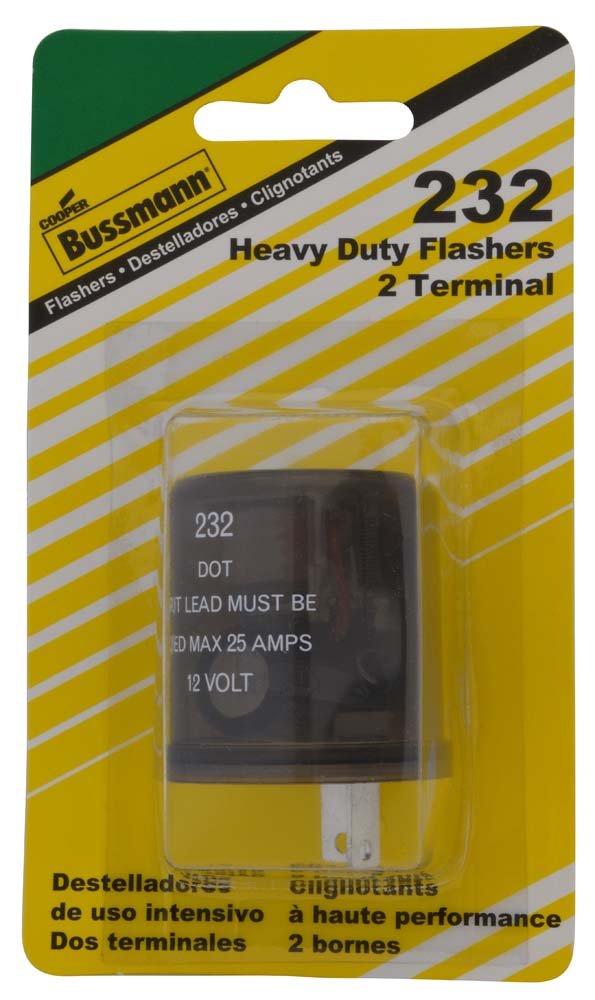 COOPER
Bussmann®
Flashers • Destelladores • Clignotants
232
Heavy Duty Flashers
2 Terminal
232
DOT
LEAD MUST BE
MAX 25 AMPS
12 VOLT
Destelladores
de uso intensivo
Dos terminales
Clignotants
à haute performance
2 bornes